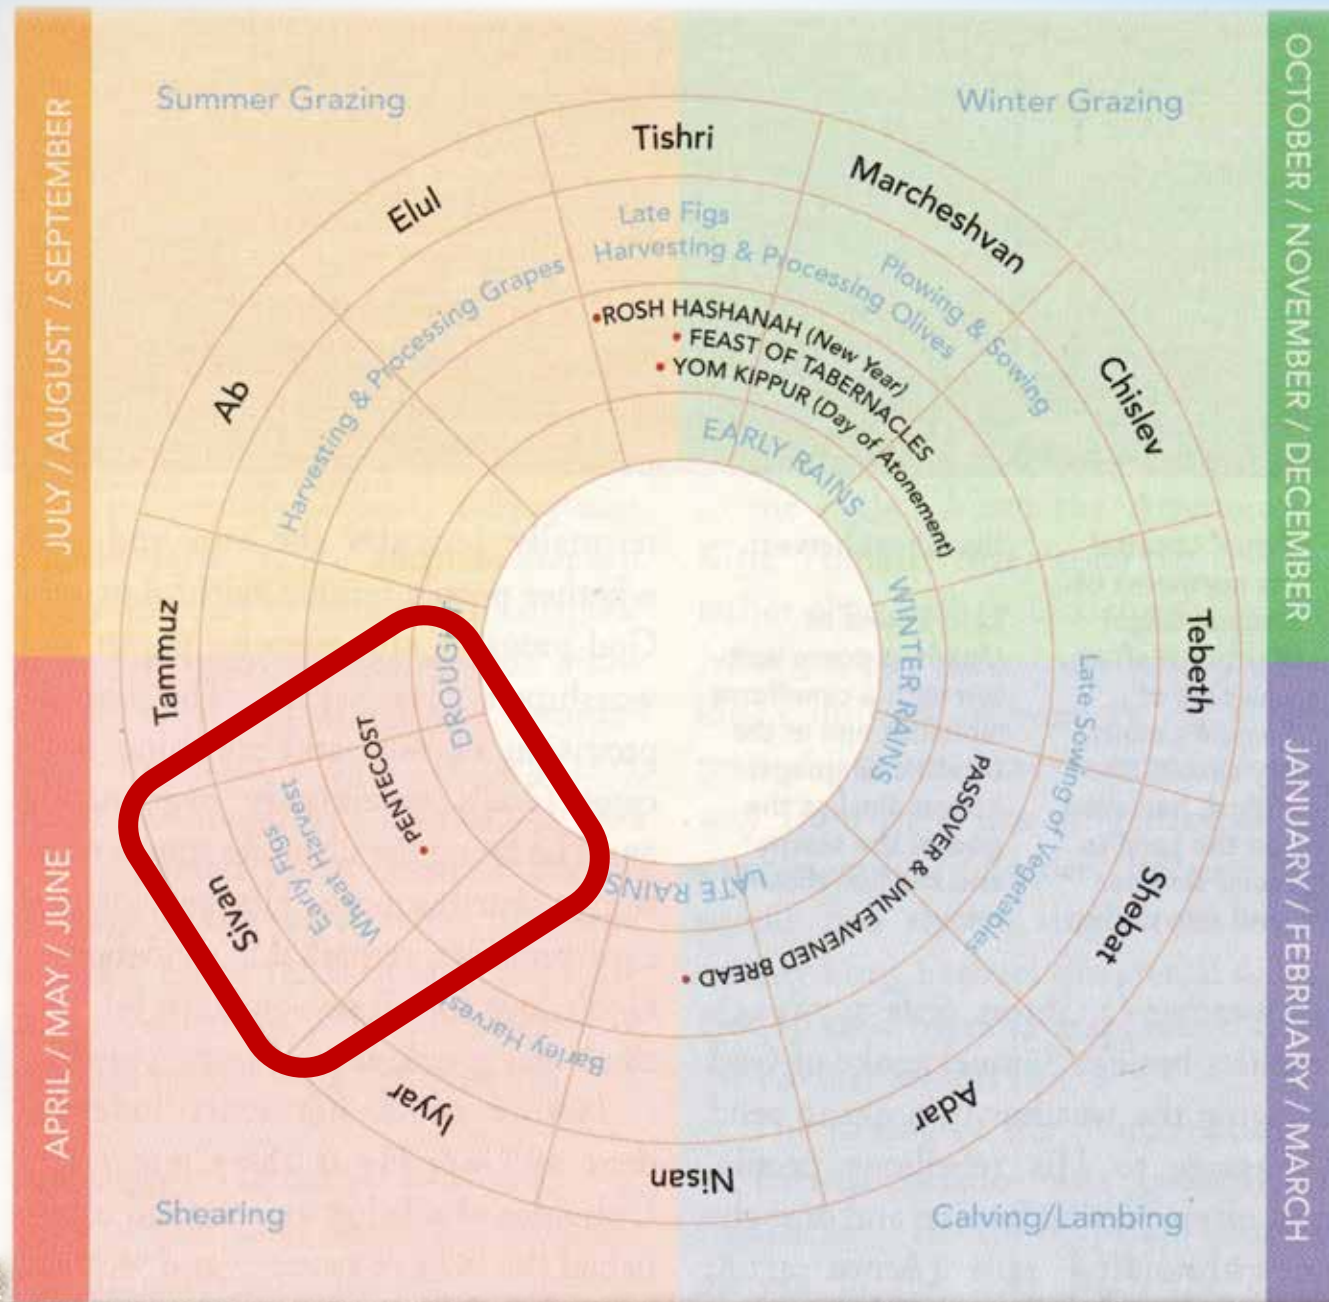 Summer Grazing
Winter Grazing
JULY / AUGUST / SEPTEMBER
OCTOBER / NOVEMBER / DECEMBER
APRIL / MAY / JUNE
JANUARY / FEBRUARY / MARCH
Tishri
Marcheshvan
Chislev
Tebeth
Shebat
Adar
Nisan
Iyyar
Sivan
Tammuz
Ab
Elul
Late Figs
Harvesting & Processing Olives
Plowing & Sowing
Late Sowing of Vegetables
Barley Harves
Wheat Harvest
Early Figs
Harvesting & Processing Grapes
•ROSH HASHANAH (New Year)
• FEAST OF TABERNACLES
• YOM KIPPUR (Day of Atonement)
PASSOVER & UNLEAVENED BREAD •
• PENTECOST
EARLY RAINS
WINTER RAINS
LATE RAINS
DROUGH
Shearing
Calving/Lambing